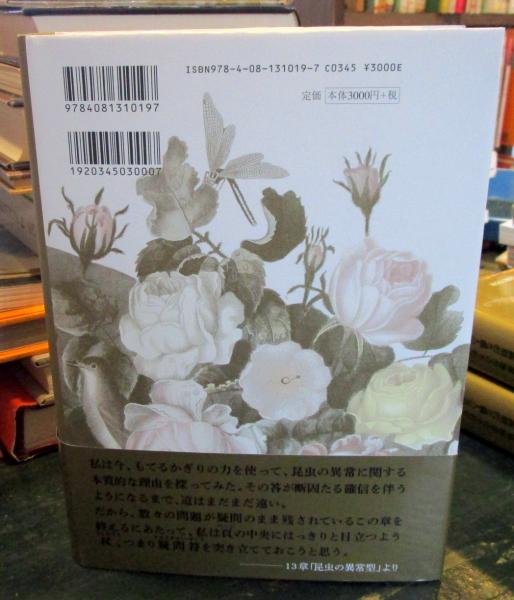 ISBN978-4-08-131019-7 C0345 ¥3000E
定価 本体3000円+税
9784081310197
1920345030007
私は今、もてるかぎりの力を使って、昆虫の異常に関する
本質的な理由を探ってみた。その答が断固たる確信を伴う
ようになるまで、道はまだまだ遠い。
だから、数々の問題が疑問のまま残されているこの章を
終えるにあたって、私は頁の中央にはっきりと目立つよう
つまり疑問符を突き立てておこうと思う。
13章「昆虫の異常型」より